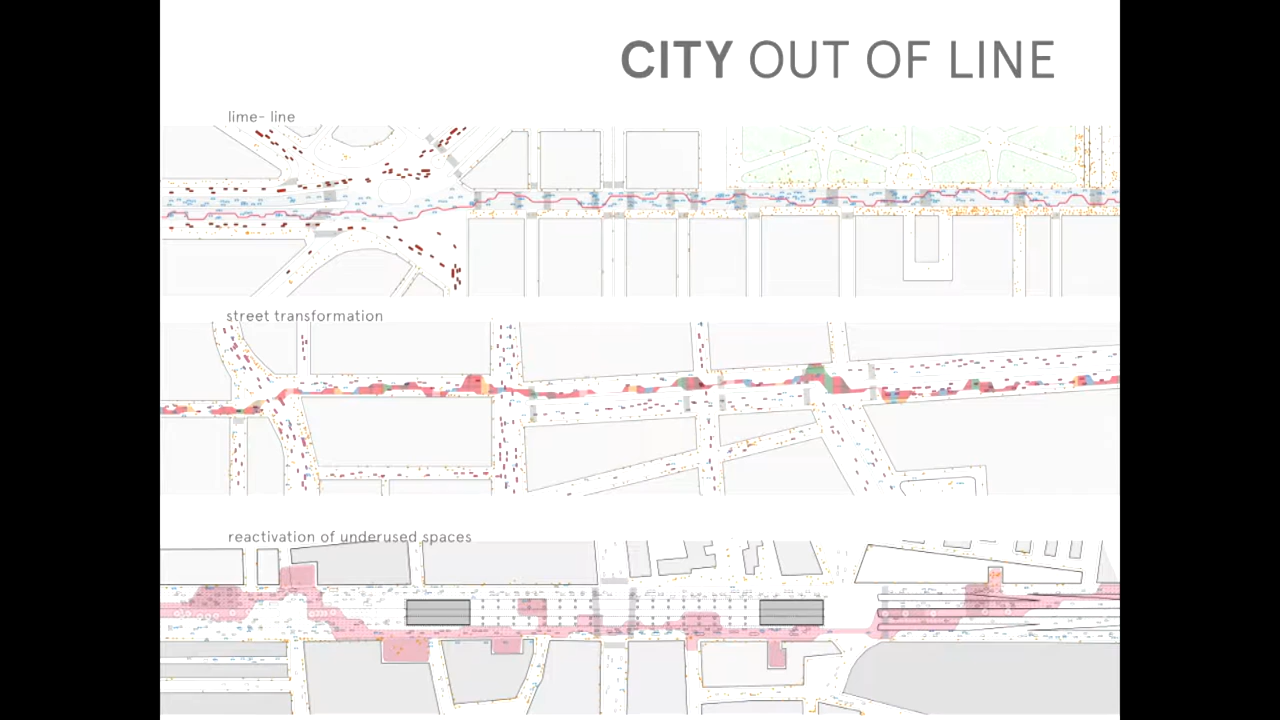 CITY OUT OF LINE
lime- line
street transformation
reactivation of underused spaces